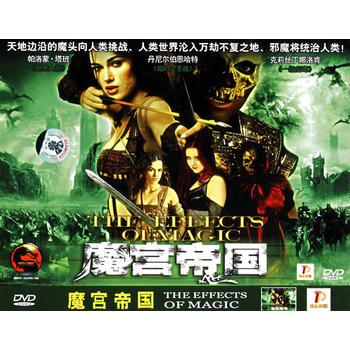 天地边沿的魔头向人类挑战、人类世界沦入万劫不复之地、邪魔将统治人类!
帕洛蒙·塔班
丹尼尔伯恩哈特
克莉丝丁娜洛肯
THE EFFECTS
OF MAGIC
魔宫帝国
DVD
魔宫帝国
THE EFFECTS
OF MAGIC
DVD